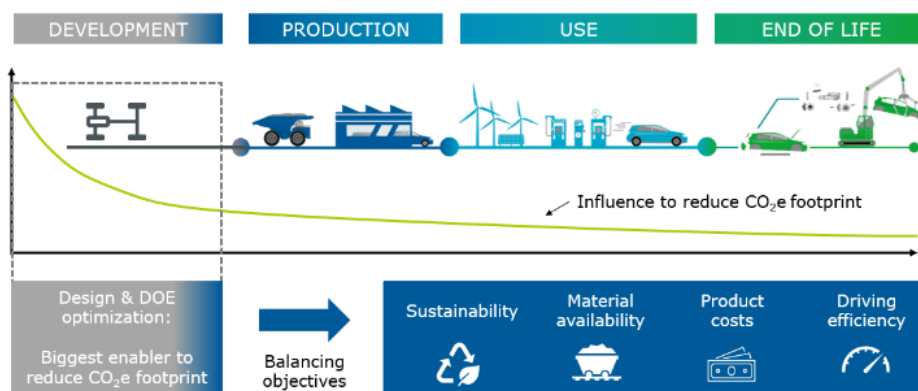 DEVELOPMENT
PRODUCTION
USE
END OF LIFE
Influence to reduce CO₂e footprint
Design & DOE
optimization:
Biggest enabler to
reduce CO₂e footprint
Balancing
objectives
Sustainability
Material
availability
Product
costs
Driving
efficiency